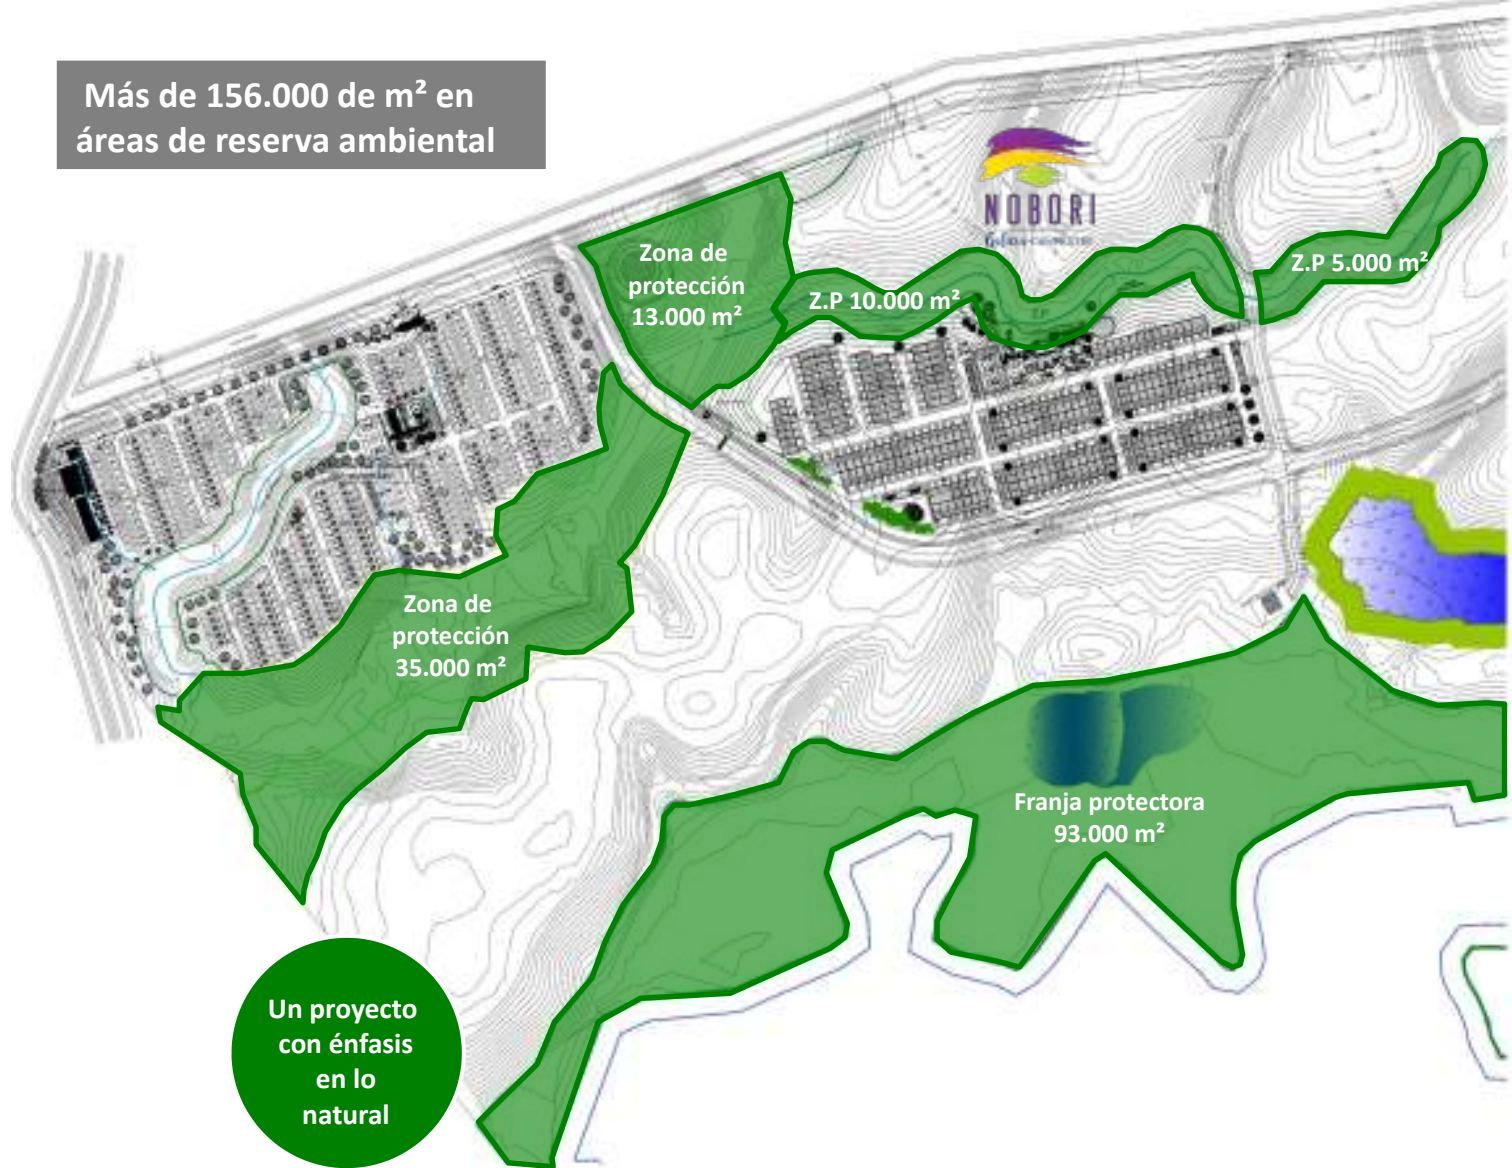 Más de 156.000 de m² en
áreas de reserva ambiental
NOBORI
Zona de
protección
13.000 m²
Z.P 10.000 m²
Z.P 5.000 m²
Zona de
protección
35.000 m²
Franja protectora
93.000 m²
Un proyecto
con énfasis
en lo
natural